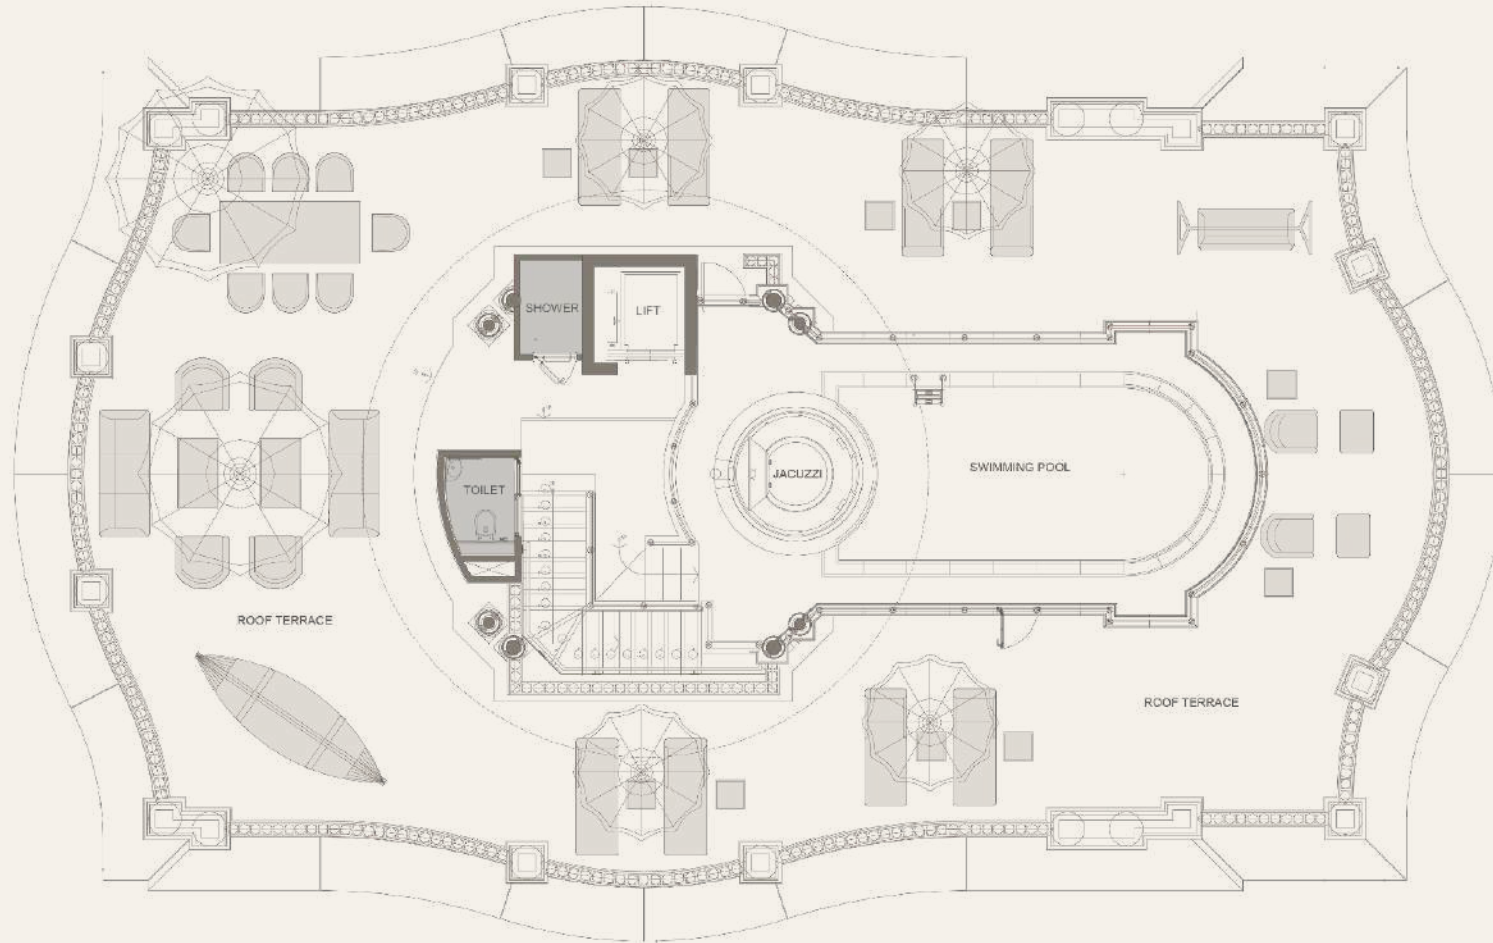 SHOWER
LIFT
SWIMMING POOL
JACUZZI
TOILET
ROOF TERRACE
ROOF TERRACE